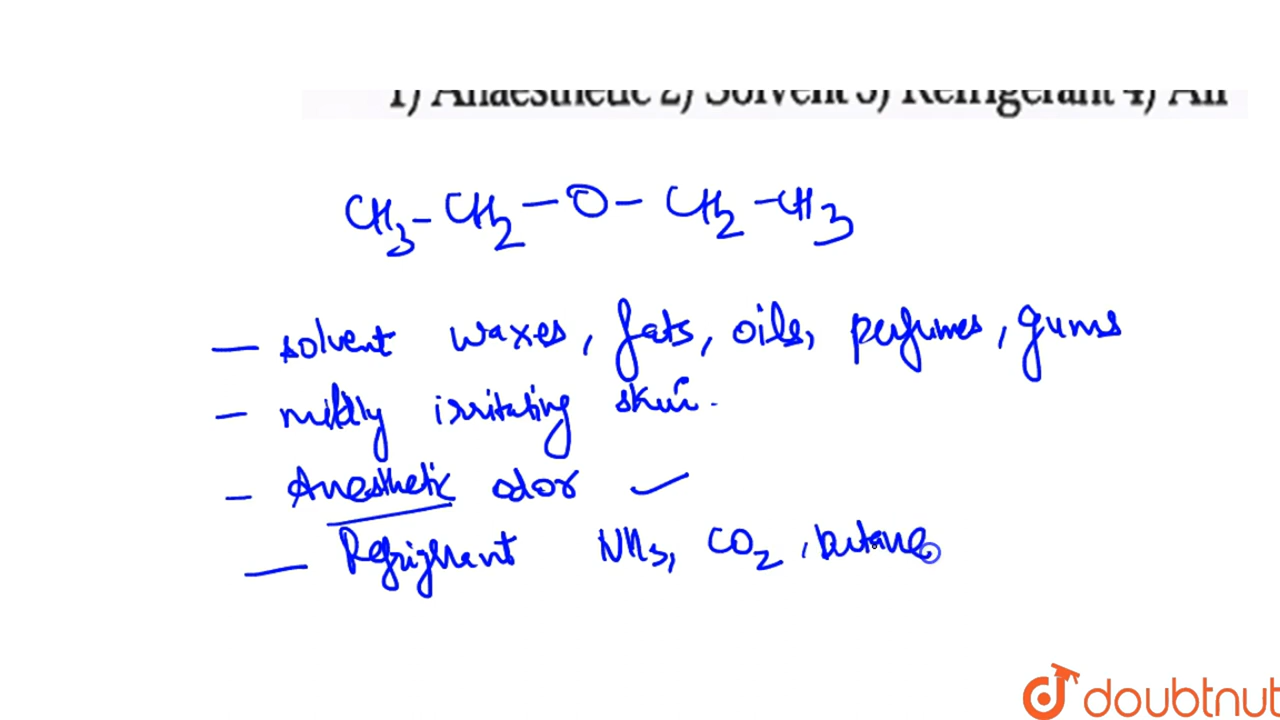 1) Anaesthetic 2) Solvent 3) Refrigerant 4) All
CH3 - CH2 - O - CH2 - CH3
- solvent waxes, fats, oils, perfumes, gums
- mildly irritating skin.
- Anesthetic odor ✓
- Refrigerant NH3, CO2, butane
doubtnut